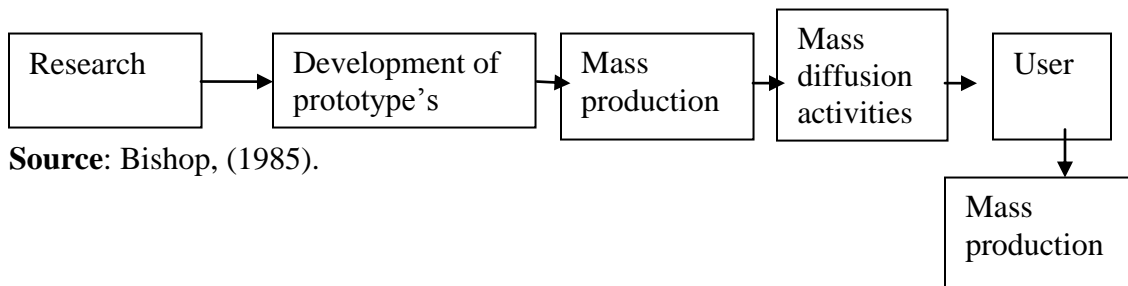 Research
Development of
prototype’s
Mass
production
Mass
diffusion
activities
User
Source: Bishop, (1985).
Mass
production